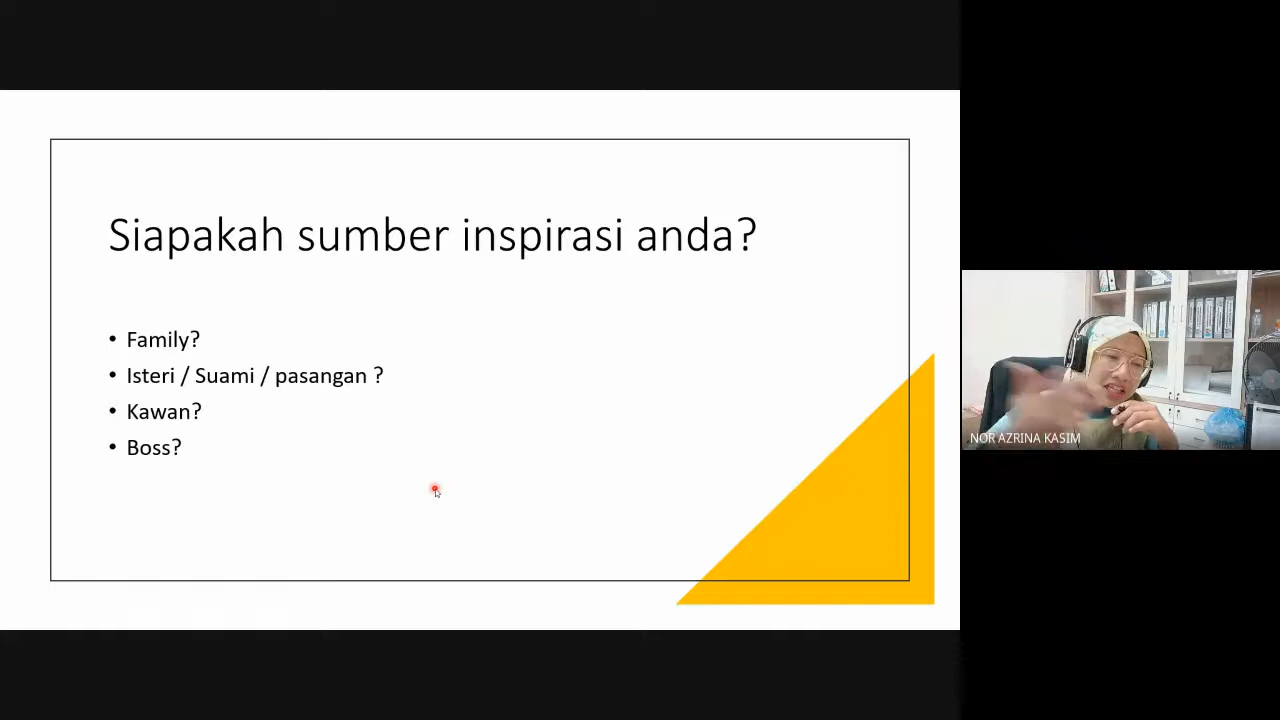 Siapakah sumber inspirasi anda?
• Family?
• Isteri / Suami / pasangan ?
• Kawan?
• Boss?
NOR AZRINA KASIM